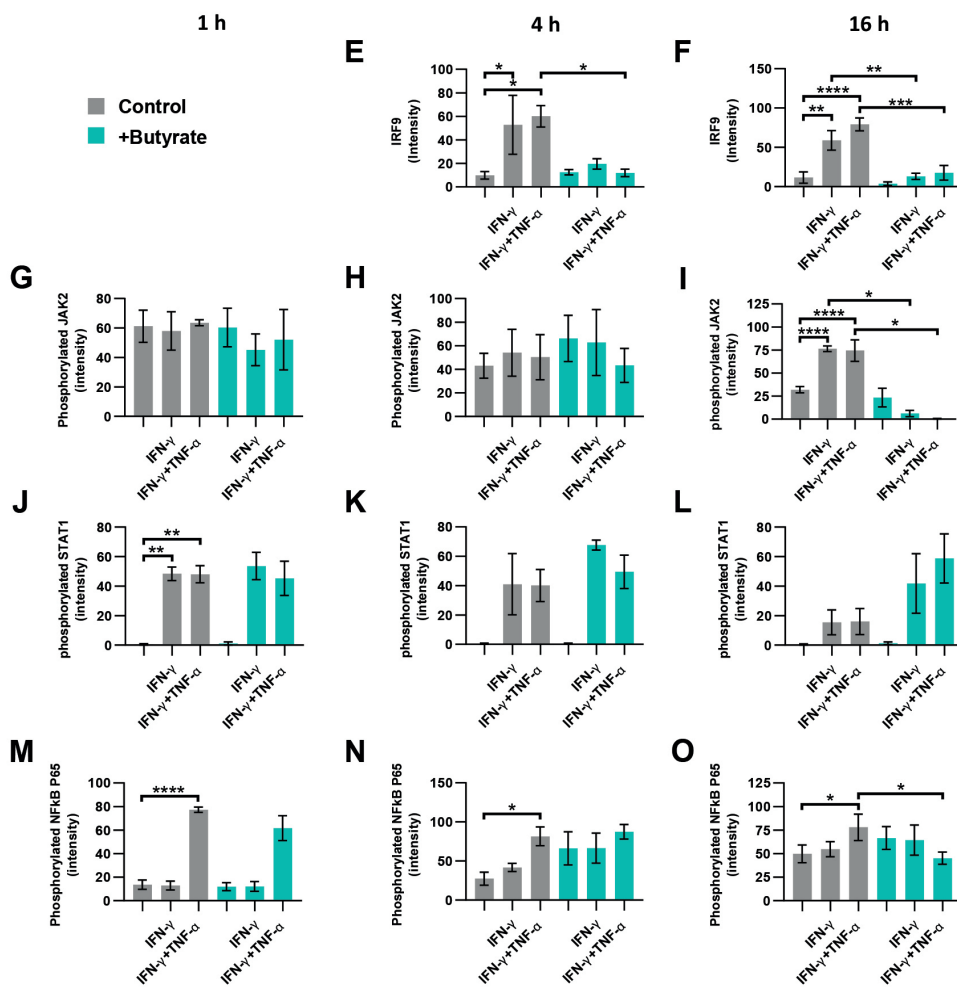 1 h
4 h
16 h
Control
+Butyrate
E
IRF9
(Intensity)
100
80
60
40
20
0
*
*
*
IFN-γ
IFN-γ+TNF-α
IFN-γ
IFN-γ+TNF-α
F
IRF9
(Intensity)
150
100
50
0
**
****
**
***
IFN-γ
IFN-γ+TNF-α
IFN-γ
IFN-γ+TNF-α
G
Phosphorylated JAK2
(intensity)
80
60
40
20
0
IFN-γ
IFN-γ+TNF-α
IFN-γ
IFN-γ+TNF-α
H
Phosphorylated JAK2
(intensity)
100
80
60
40
20
0
IFN-γ
IFN-γ+TNF-α
IFN-γ
IFN-γ+TNF-α
I
phosphorylated JAK2
(intensity)
125
100
75
50
25
0
*
****
****
*
IFN-γ
IFN-γ+TNF-α
IFN-γ
IFN-γ+TNF-α
J
phosphorylated STAT1
(intensity)
80
60
40
20
0
**
**
IFN-γ
IFN-γ+TNF-α
IFN-γ
IFN-γ+TNF-α
K
phosphorylated STAT1
(intensity)
80
60
40
20
0
IFN-γ
IFN-γ+TNF-α
IFN-γ
IFN-γ+TNF-α
L
phosphorylated STAT1
(intensity)
80
60
40
20
0
IFN-γ
IFN-γ+TNF-α
IFN-γ
IFN-γ+TNF-α
M
Phosphorylated NFkB P65
(intensity)
100
80
60
40
20
0
****
IFN-γ
IFN-γ+TNF-α
IFN-γ
IFN-γ+TNF-α
N
Phosphorylated NFkB P65
(intensity)
150
100
50
0
*
IFN-γ
IFN-γ+TNF-α
IFN-γ
IFN-γ+TNF-α
O
Phosphorylated NFkB P65
(intensity)
125
100
75
50
25
0
*
*
IFN-γ
IFN-γ+TNF-α
IFN-γ
IFN-γ+TNF-α